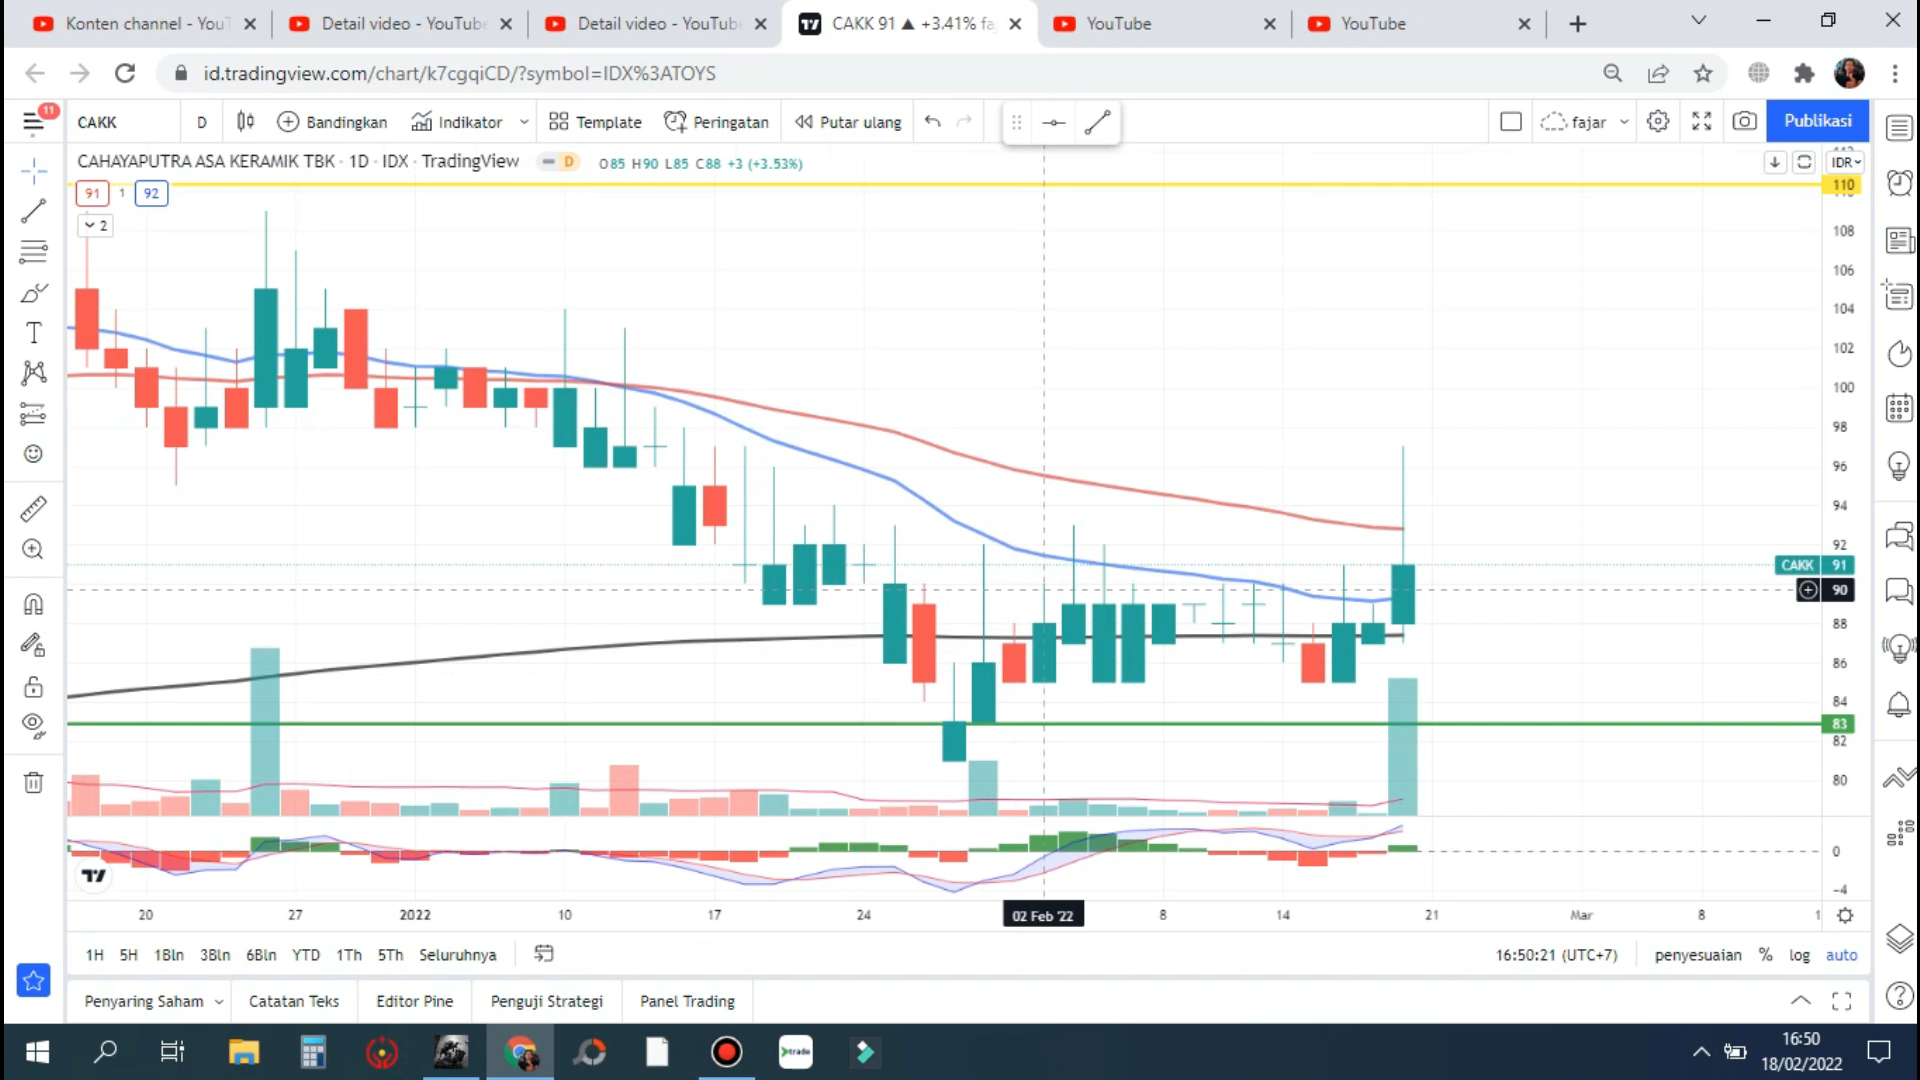 Konten channel - YouT
Detail video - YouTube
Detail video - YouTube
CAKK 91 ▲ +3.41% fa
YouTube
YouTube
id.tradingview.com/chart/k7cgqiCD/?symbol=IDX%3ATOYS
11
CAKK
D
Bandingkan
Indikator
Template
Peringatan
Putar ulang
fajar
Publikasi
CAHAYAPUTRA ASA KERAMIK TBK · 1D · IDX · TradingView
D
O85 H90 L85 C88 +3 (+3.53%)
IDR
91
1
92
2
110
108
106
104
102
100
98
96
94
92
CAKK 91
90
88
86
84
83
82
80
0
-4
20
27
2022
10
17
24
02 Feb '22
8
14
21
Mar
8
1
1H
5H
1Bln
3Bln
6Bln
YTD
1Th
5Th
Seluruhnya
16:50:21 (UTC+7)
penyesuaian
%
log
auto
Penyaring Saham
Catatan Teks
Editor Pine
Penguji Strategi
Panel Trading
trade
16:50
18/02/2022